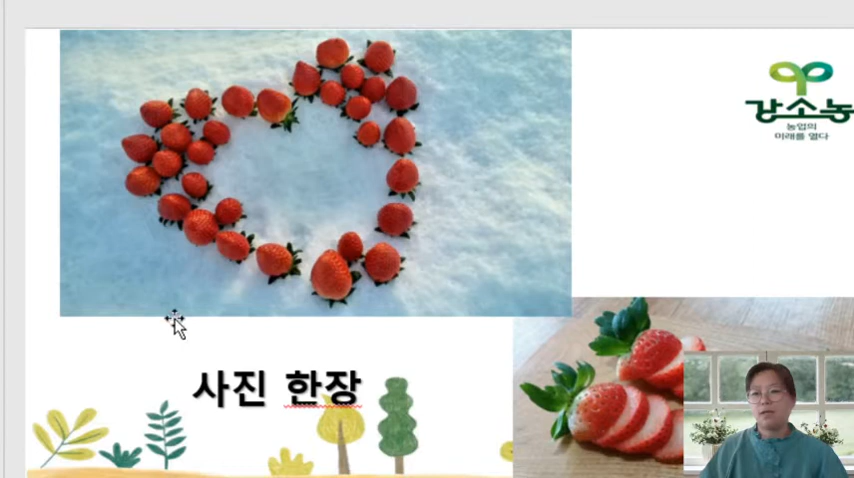 강소농
농업의
미래를 열다
사진 한장